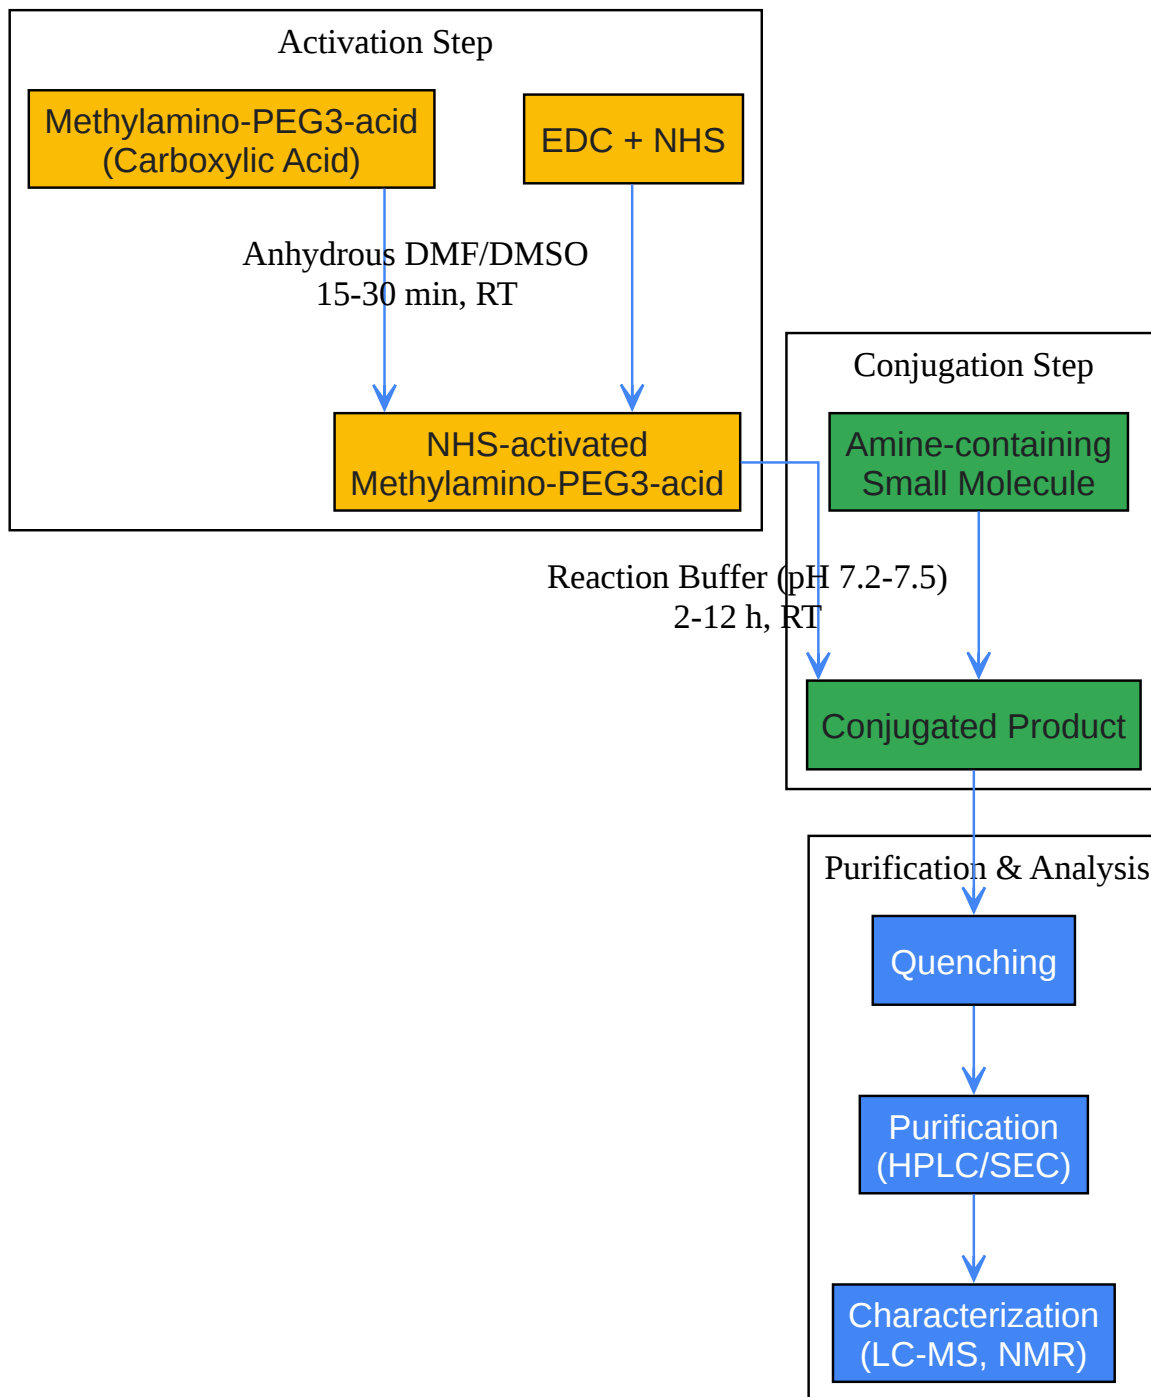 Activation Step
Methylamino-PEG3-acid
(Carboxylic Acid)
EDC + NHS
Anhydrous DMF/DMSO
15-30 min, RT
NHS-activated
Methylamino-PEG3-acid
Conjugation Step
Amine-containing
Small Molecule
Reaction Buffer (pH 7.2-7.5)
2-12 h, RT
Conjugated Product
Purification & Analysis
Quenching
Purification
(HPLC/SEC)
Characterization
(LC-MS, NMR)